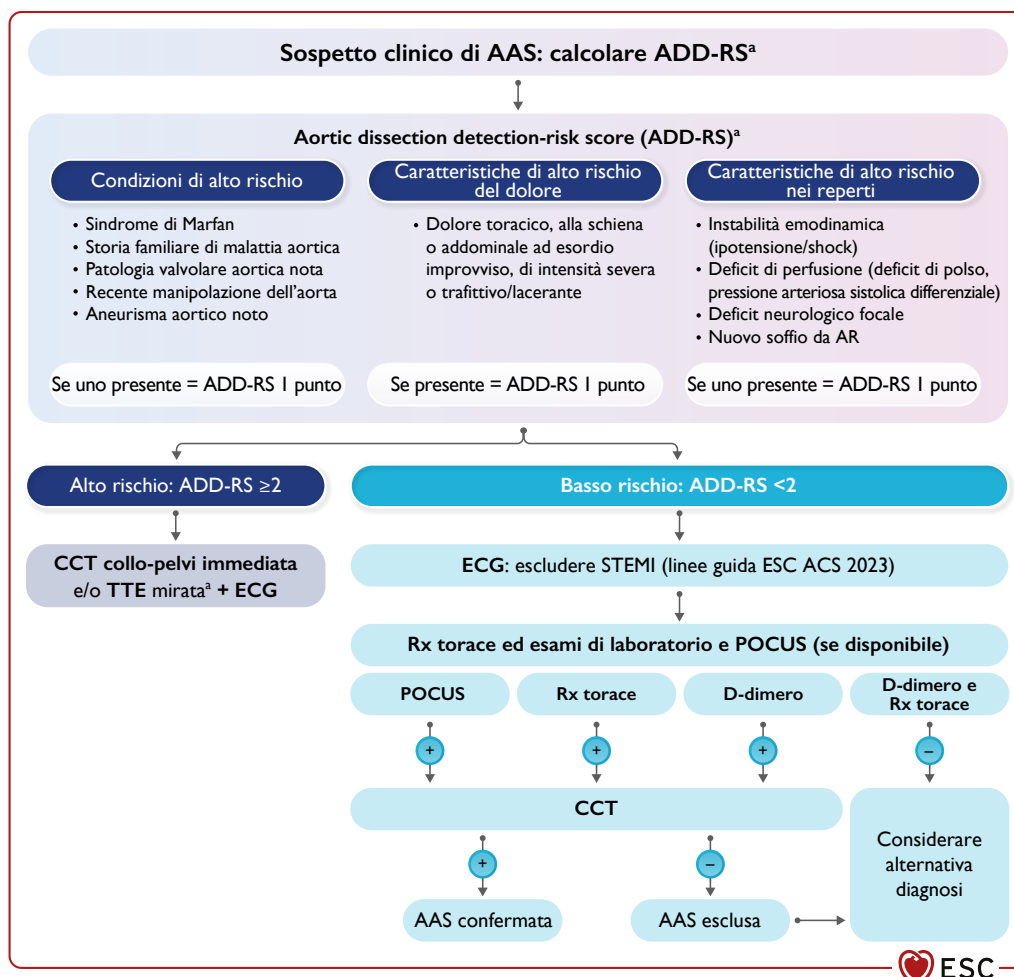 Sospetto clinico di AAS: calcolare ADD-RSᵃ
Aortic dissection detection-risk score (ADD-RS)ᵃ
Condizioni di alto rischio
• Sindrome di Marfan
• Storia familiare di malattia aortica
• Patologia valvolare aortica nota
• Recente manipolazione dell'aorta
• Aneurisma aortico noto
Se uno presente = ADD-RS 1 punto
Caratteristiche di alto rischio
del dolore
• Dolore toracico, alla schiena
o addominale ad esordio
improvviso, di intensità severa
o trafittivo/lacerante
Se presente = ADD-RS 1 punto
Caratteristiche di alto rischio
nei reperti
• Instabilità emodinamica
(ipotensione/shock)
• Deficit di perfusione (deficit di polso,
pressione arteriosa sistolica differenziale)
• Deficit neurologico focale
• Nuovo soffio da AR
Se uno presente = ADD-RS 1 punto
Alto rischio: ADD-RS ≥2
CCT collo-pelvi immediata
e/o TTE mirataᵃ + ECG
Basso rischio: ADD-RS <2
ECG: escludere STEMI (linee guida ESC ACS 2023)
Rx torace ed esami di laboratorio e POCUS (se disponibile)
POCUS
Rx torace
D-dimero
D-dimero e
Rx torace
+
+
+
–
CCT
Considerare
alternativa
diagnosi
+
–
AAS confermata
AAS esclusa
ESC